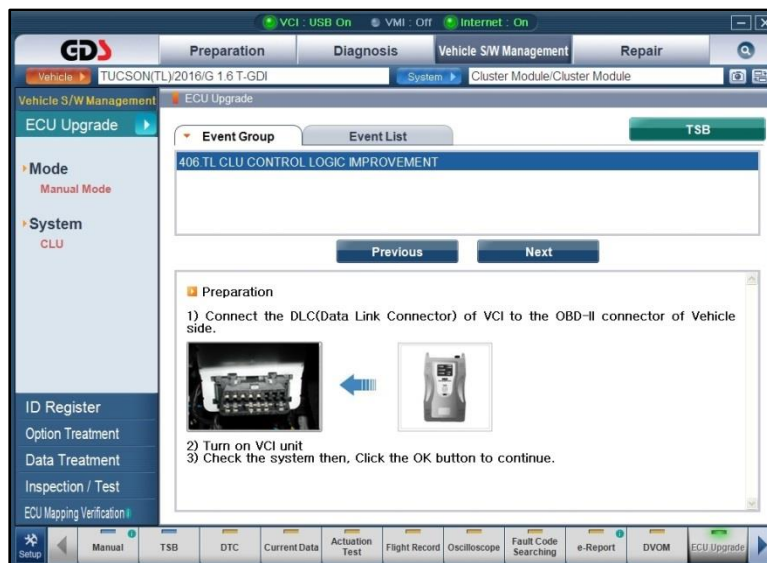 VCI : USB On VMI : Off Internet : On
GDS Preparation Diagnosis Vehicle S/W Management Repair
Vehicle TUCSON(TL)/2016/G 1.6 T-GDI System Cluster Module/Cluster Module
Vehicle S/W Management
ECU Upgrade
Mode
Manual Mode
System
CLU
ID Register
Option Treatment
Data Treatment
Inspection / Test
ECU Mapping Verification
ECU Upgrade
Event Group Event List TSB
406.TL CLU CONTROL LOGIC IMPROVEMENT
Previous Next
Preparation
1) Connect the DLC(Data Link Connector) of VCI to the OBD-II connector of Vehicle
side.
2) Turn on VCI unit
3) Check the system then, Click the OK button to continue.
Setup Manual TSB DTC Current Data Actuation Test Flight Record Oscilloscope Fault Code Searching e-Report DVOM ECU Upgrade